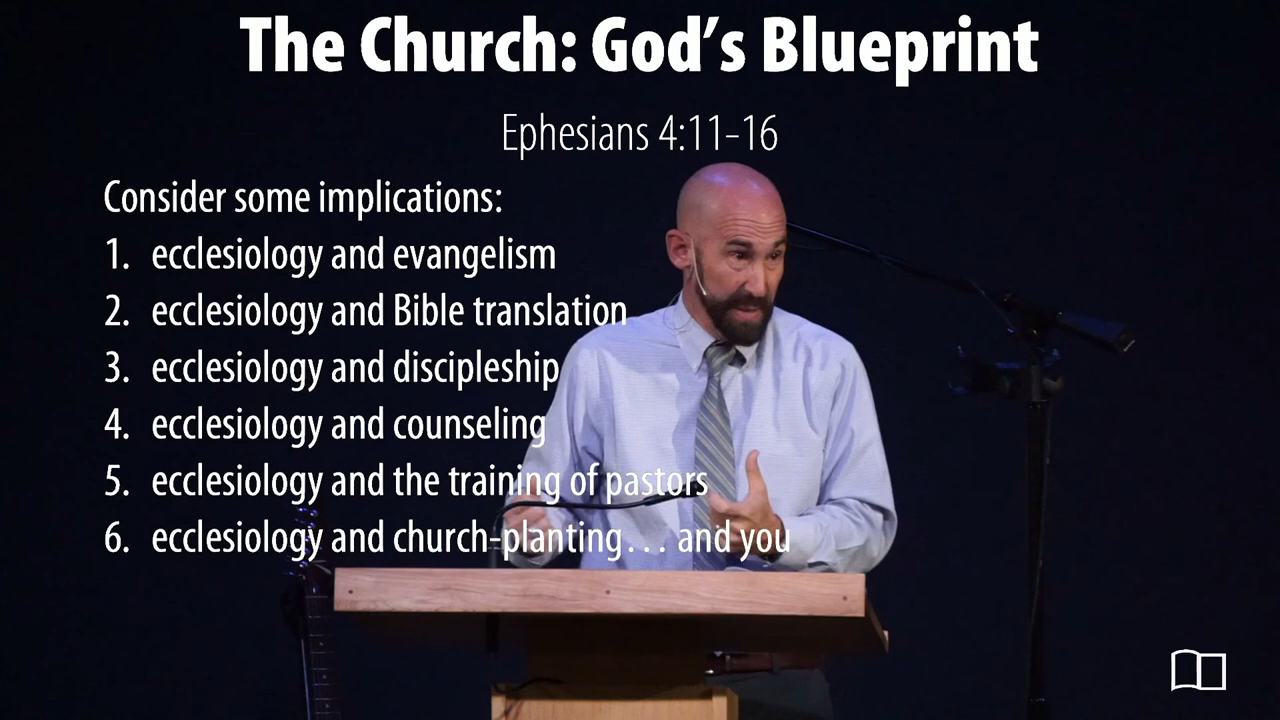 The Church: God’s Blueprint
Ephesians 4:11-16
Consider some implications:
1. ecclesiology and evangelism
2. ecclesiology and Bible translation
3. ecclesiology and discipleship
4. ecclesiology and counseling
5. ecclesiology and the training of pastors
6. ecclesiology and church-planting… and you